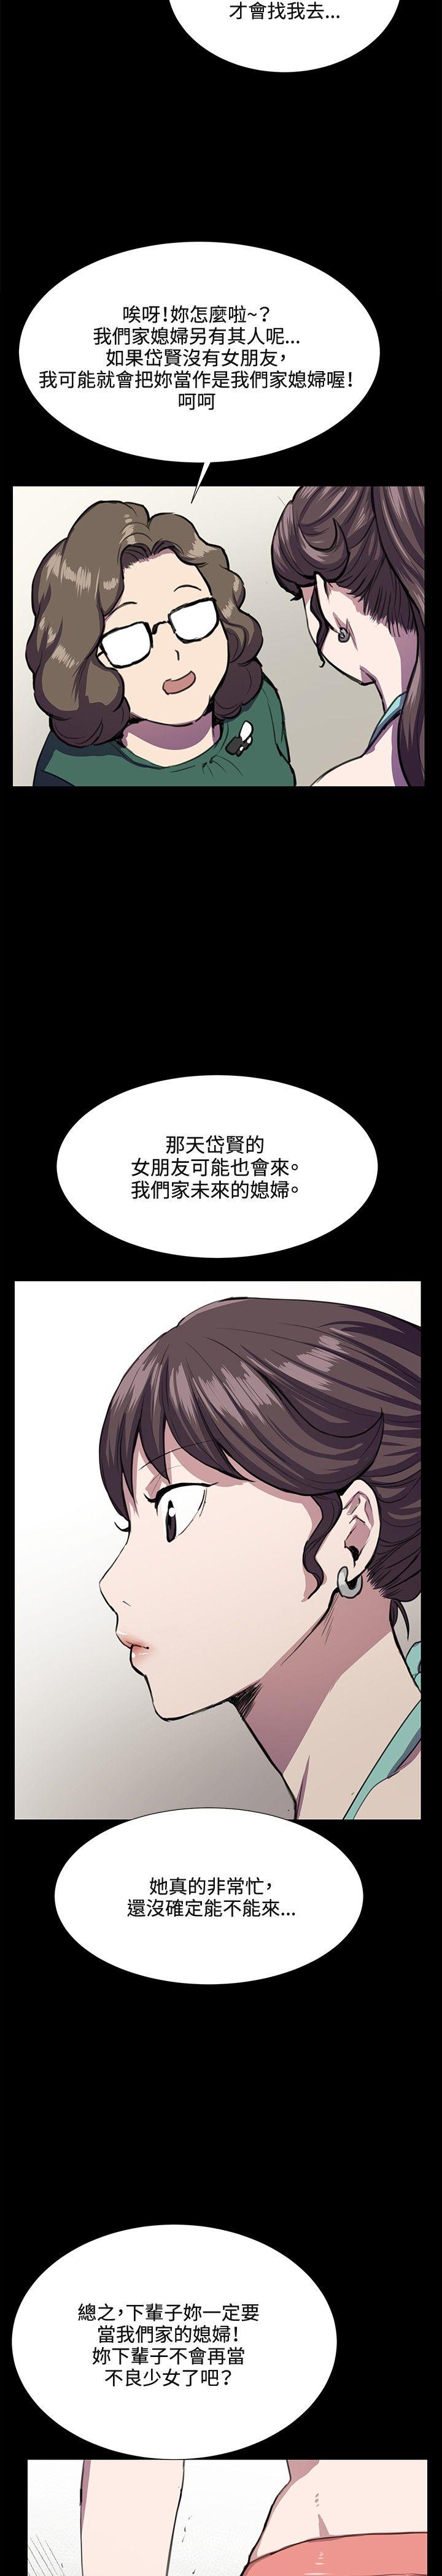 才會找我去...
唉呀!妳怎麼啦~?
我們家媳婦另有其人呢...
如果岱賢沒有女朋友，
我可能就會把妳當作是我們家媳婦喔!
呵呵
那天岱賢的
女朋友可能也會來。
我們家未來的媳婦。
她真的非常忙，
還沒確定能不能來...
總之，下輩子妳一定要
當我們家的媳婦!
妳下輩子不會再當
不良少女了吧?